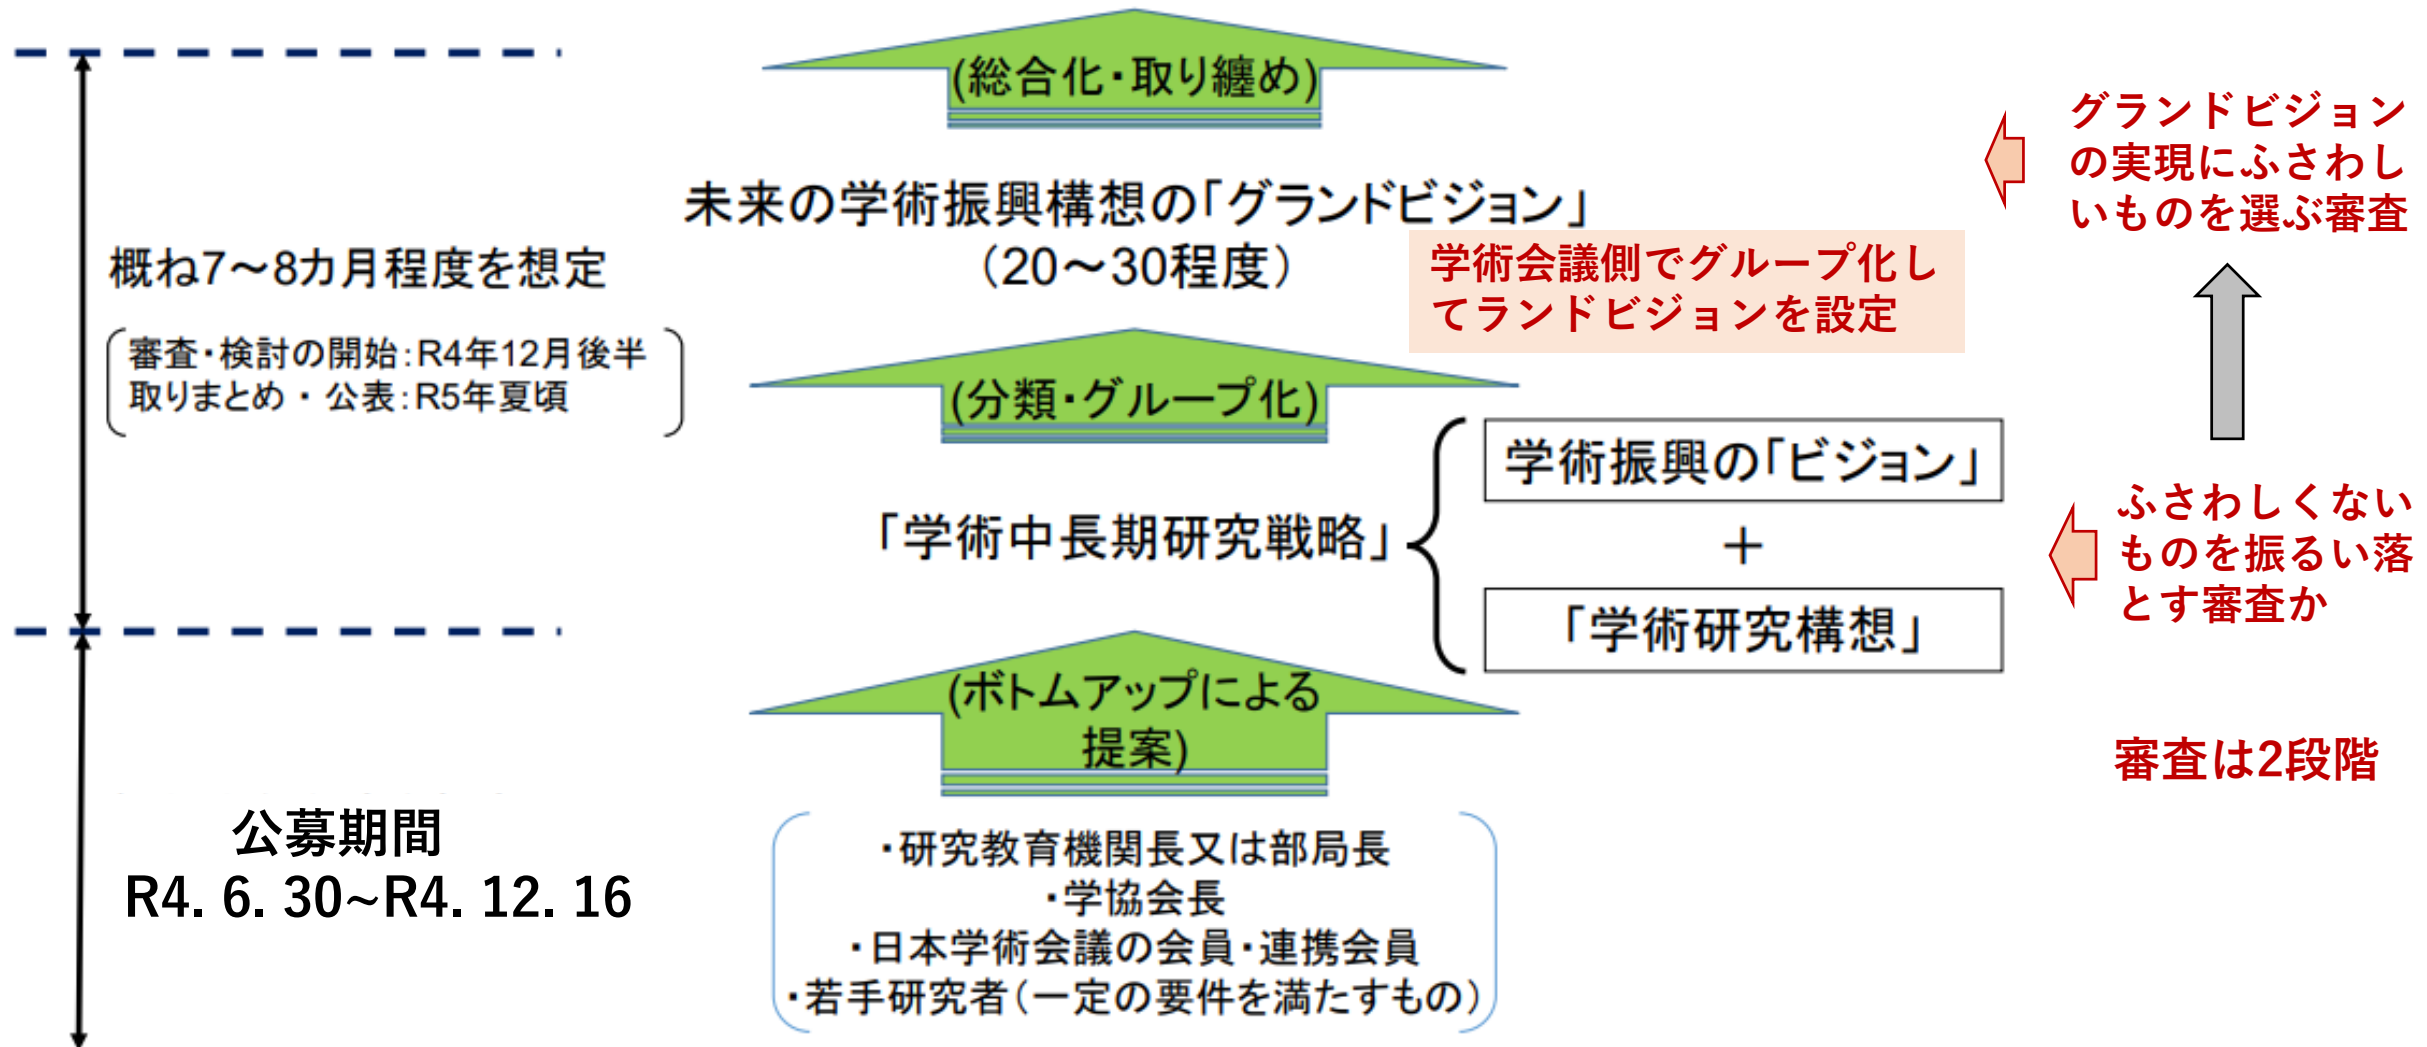 (総合化・取り纏め)
未来の学術振興構想の「グランドビジョン」
(20～30程度)
学術会議側でグループ化し
てランドビジョンを設定
グランドビジョン
の実現にふさわし
いものを選ぶ審査
概ね7～8カ月程度を想定
審査・検討の開始：R4年12月後半
取りまとめ・公表：R5年夏頃
(分類・グループ化)
「学術中長期研究戦略」
学術振興の「ビジョン」
＋
「学術研究構想」
ふさわしくない
ものを振るい落
とす審査か
審査は2段階
(ボトムアップによる
提案)
公募期間
R4. 6. 30~R4. 12. 16
・研究教育機関長又は部局長
・学協会長
・日本学術会議の会員・連携会員
・若手研究者(一定の要件を満たすもの)